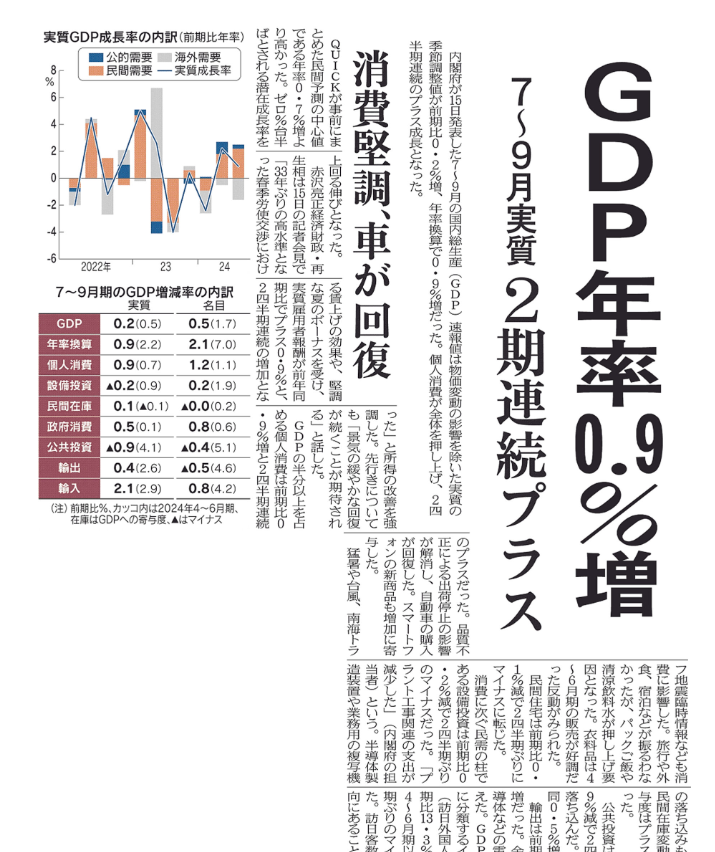 GDP年率0.9%増
7～9月実質2期連続プラス
消費堅調、車が回復
内閣府が15日発表した7～9月の国内総生産（GDP）速報値は物価変動の影響を除いた実質の
季節調整値が前期比0・2%増、年率換算で0・9%増だった。個人消費が全体を押し上げ、2四
半期連続のプラス成長となった。
QUICKが事前にま
とめた民間予測の中心値
である年率0・7%増よ
り高かった。ゼロ%台半
ばとされる潜在成長率を
上回る伸びとなった。
赤沢亮正経済財政・再
生相は15日の記者会見で
「33年ぶりの高水準とな
った春季労使交渉におけ
る賃上げの効果や、堅調
な夏のボーナスを受け、
実質雇用者報酬が前年同
期比でプラス0・9%と、
2四半期連続の増加とな
った」と所得の改善を強
調した。先行きについて
も「景気の緩やかな回復
が続くことが期待され
る」と話した。
GDPの半分以上を占
める個人消費は前期比0
・9%増と2四半期連続
のプラスだった。品質不
正による出荷停止の影響
が解消し、自動車の購入
が回復した。スマートフ
ォンの新商品も増加に寄
与した。
猛暑や台風、南海トラ
フ地震臨時情報なども消
費に影響した。旅行や外
食、宿泊などが振るわな
かったが、パックご飯や
清涼飲料水が押し上げ要
因となった。衣料品は4
～6月期の販売が好調だ
った反動がみられた。
民間住宅は前期比0・
1%減で2四半期ぶりに
マイナスに転じた。
消費に次ぐ民需の柱で
ある設備投資は前期比0
・2%減で2四半期ぶり
のマイナスだった。「プ
ラント工事関連の支出が
減少した」（内閣府の担
当者）という。半導体製
造装置や業務用の複写機
の落ち込みも
民間在庫変動
与度はプラス
った。
公共投資は
9%減で2四
落ち込んだ。
同0・5%増
輸出は前期
増だった。
導体などの電
えた。GDP
に分類するイ
（訪日外国人
期比13・3%
4～6月期以
期ぶりのマイ
た。訪日客数
向にあること
実質GDP成長率の内訳(前期比年率)
公的需要 海外需要
民間需要 実質成長率
8
%
6
4
2
0
-2
-4
-6
2022年 23 24
7～9月期のGDP増減率の内訳
実質 名目
GDP 0.2(0.5) 0.5(1.7)
年率換算 0.9(2.2) 2.1(7.0)
個人消費 0.9(0.7) 1.2(1.1)
設備投資 ▲0.2(0.9) 0.2(1.9)
民間在庫 0.1(▲0.1) ▲0.0(0.2)
政府消費 0.5(0.1) 0.8(0.6)
公共投資 ▲0.9(4.1) ▲0.4(5.1)
輸出 0.4(2.6) ▲0.5(4.6)
輸入 2.1(2.9) 0.8(4.2)
(注)前期比%、カッコ内は2024年4～6月期、
在庫はGDPへの寄与度、▲はマイナス